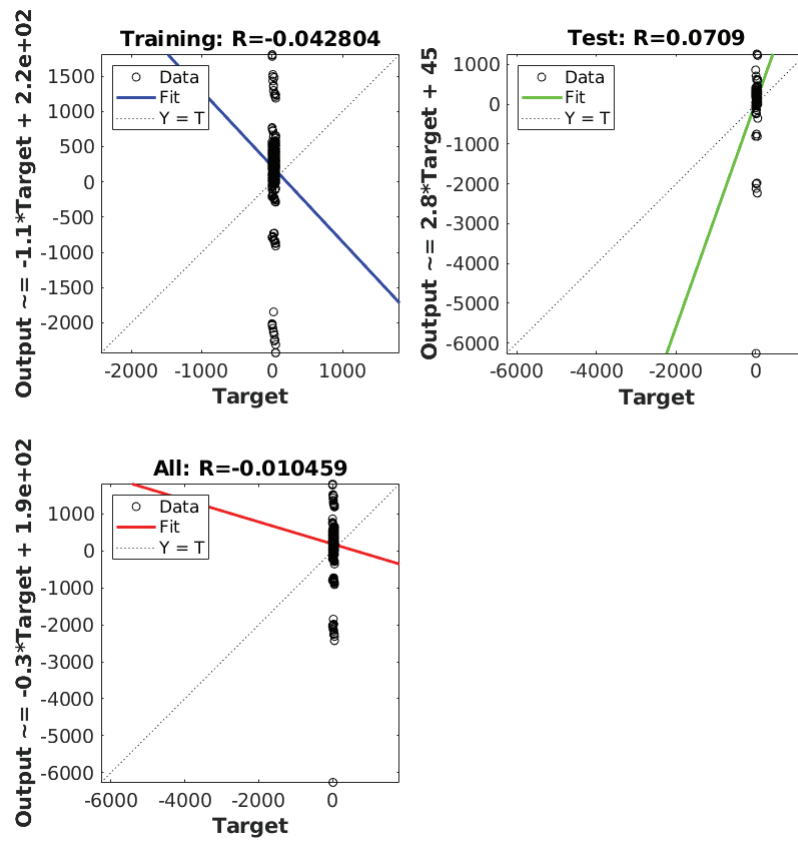 Training: R=-0.042804
Output ~= -1.1*Target + 2.2e+02
1500
1000
500
0
-500
-1000
-1500
-2000
Data
Fit
Y = T
-2000 -1000 0 1000
Target
Test: R=0.0709
Output ~= 2.8*Target + 45
1000
0
-1000
-2000
-3000
-4000
-5000
-6000
Data
Fit
Y = T
-6000 -4000 -2000 0
Target
All: R=-0.010459
Output ~= -0.3*Target + 1.9e+02
1000
0
-1000
-2000
-3000
-4000
-5000
-6000
Data
Fit
Y = T
-6000 -4000 -2000 0
Target